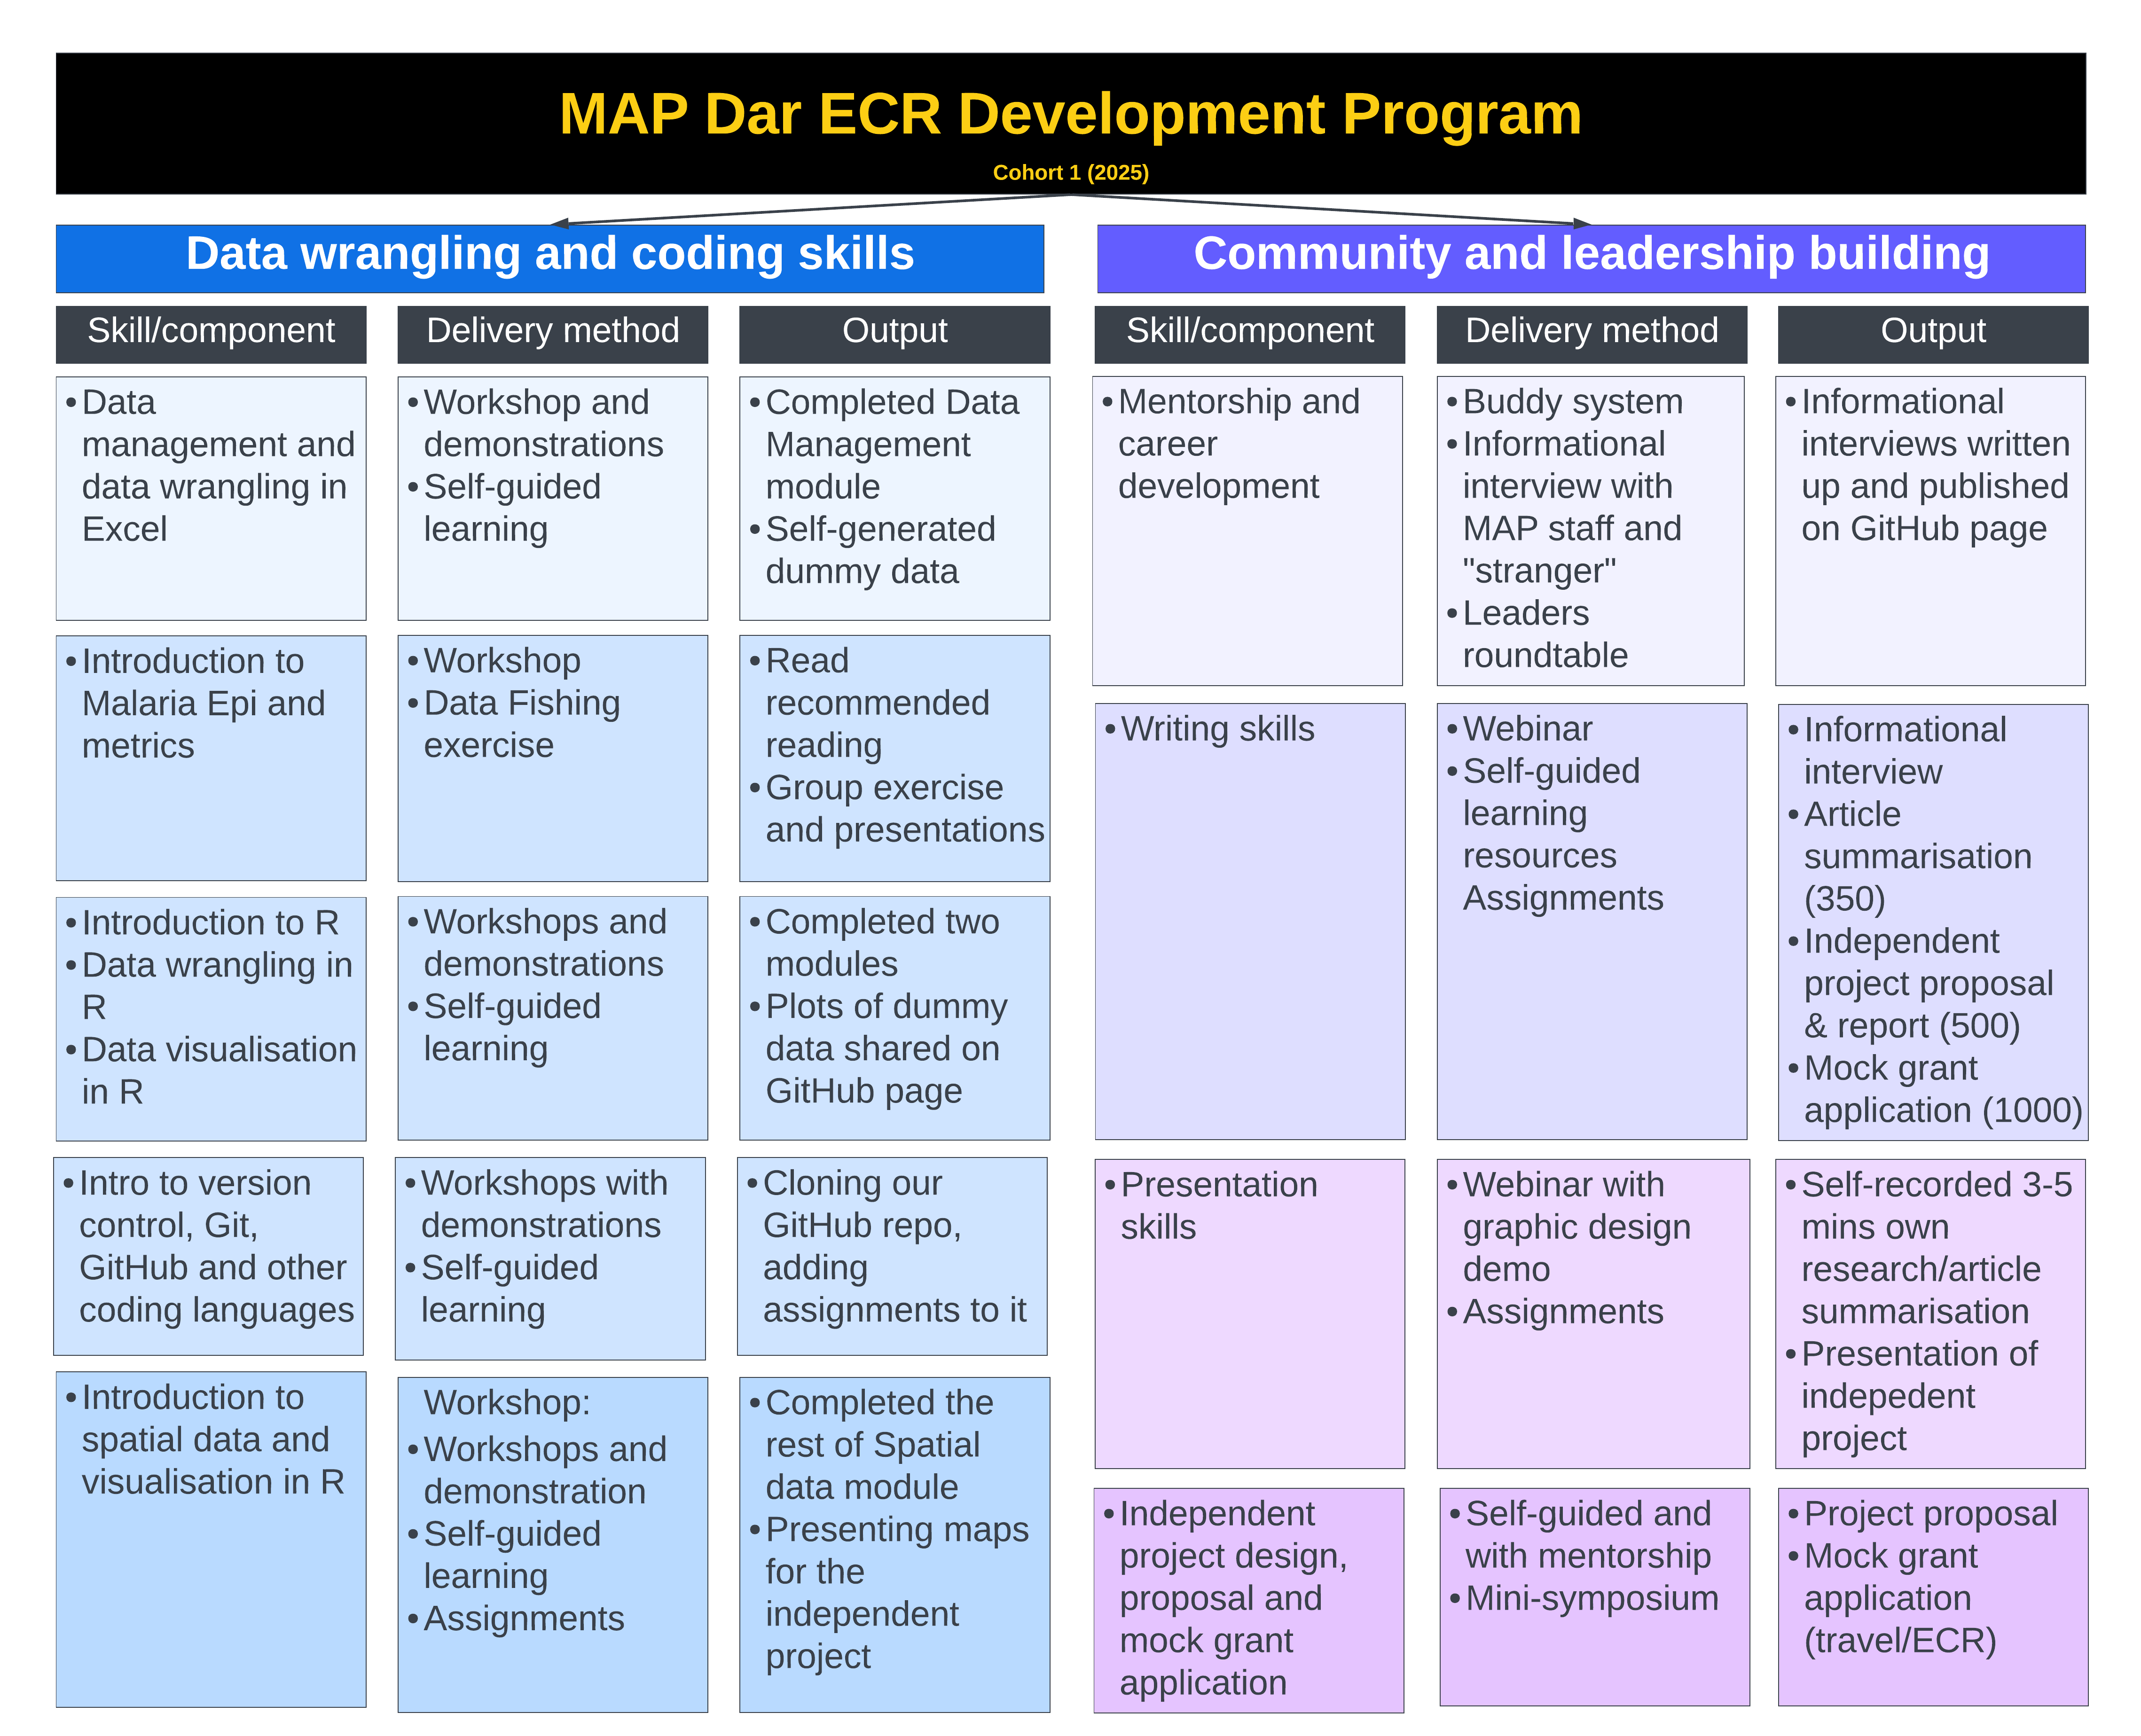 MAP Dar ECR Development Program
Cohort 1 (2025)
Data wrangling and coding skills
Skill/component
Delivery method
Output
• Data
management and
data wrangling in
Excel
• Workshop and
demonstrations
• Self-guided
learning
• Completed Data
Management
module
• Self-generated
dummy data
• Introduction to
Malaria Epi and
metrics
• Workshop
• Data Fishing
exercise
• Read
recommended
reading
• Group exercise
and presentations
• Introduction to R
• Data wrangling in
R
• Data visualisation
in R
• Workshops and
demonstrations
• Self-guided
learning
• Completed two
modules
• Plots of dummy
data shared on
GitHub page
• Intro to version
control, Git,
GitHub and other
coding languages
• Workshops with
demonstrations
• Self-guided
learning
• Cloning our
GitHub repo,
adding
assignments to it
• Introduction to
spatial data and
visualisation in R
Workshop:
• Workshops and
demonstration
• Self-guided
learning
• Assignments
• Completed the
rest of Spatial
data module
• Presenting maps
for the
independent
project
Community and leadership building
Skill/component
Delivery method
Output
• Mentorship and
career
development
• Buddy system
• Informational
interview with
MAP staff and
"stranger"
• Leaders
roundtable
• Informational
interviews written
up and published
on GitHub page
• Writing skills
• Webinar
• Self-guided
learning
resources
Assignments
• Informational
interview
• Article
summarisation
(350)
• Independent
project proposal
& report (500)
• Mock grant
application (1000)
• Presentation
skills
• Webinar with
graphic design
demo
• Assignments
• Self-recorded 3-5
mins own
research/article
summarisation
• Presentation of
indepedent
project
• Independent
project design,
proposal and
mock grant
application
• Self-guided and
with mentorship
• Mini-symposium
• Project proposal
• Mock grant
application
(travel/ECR)